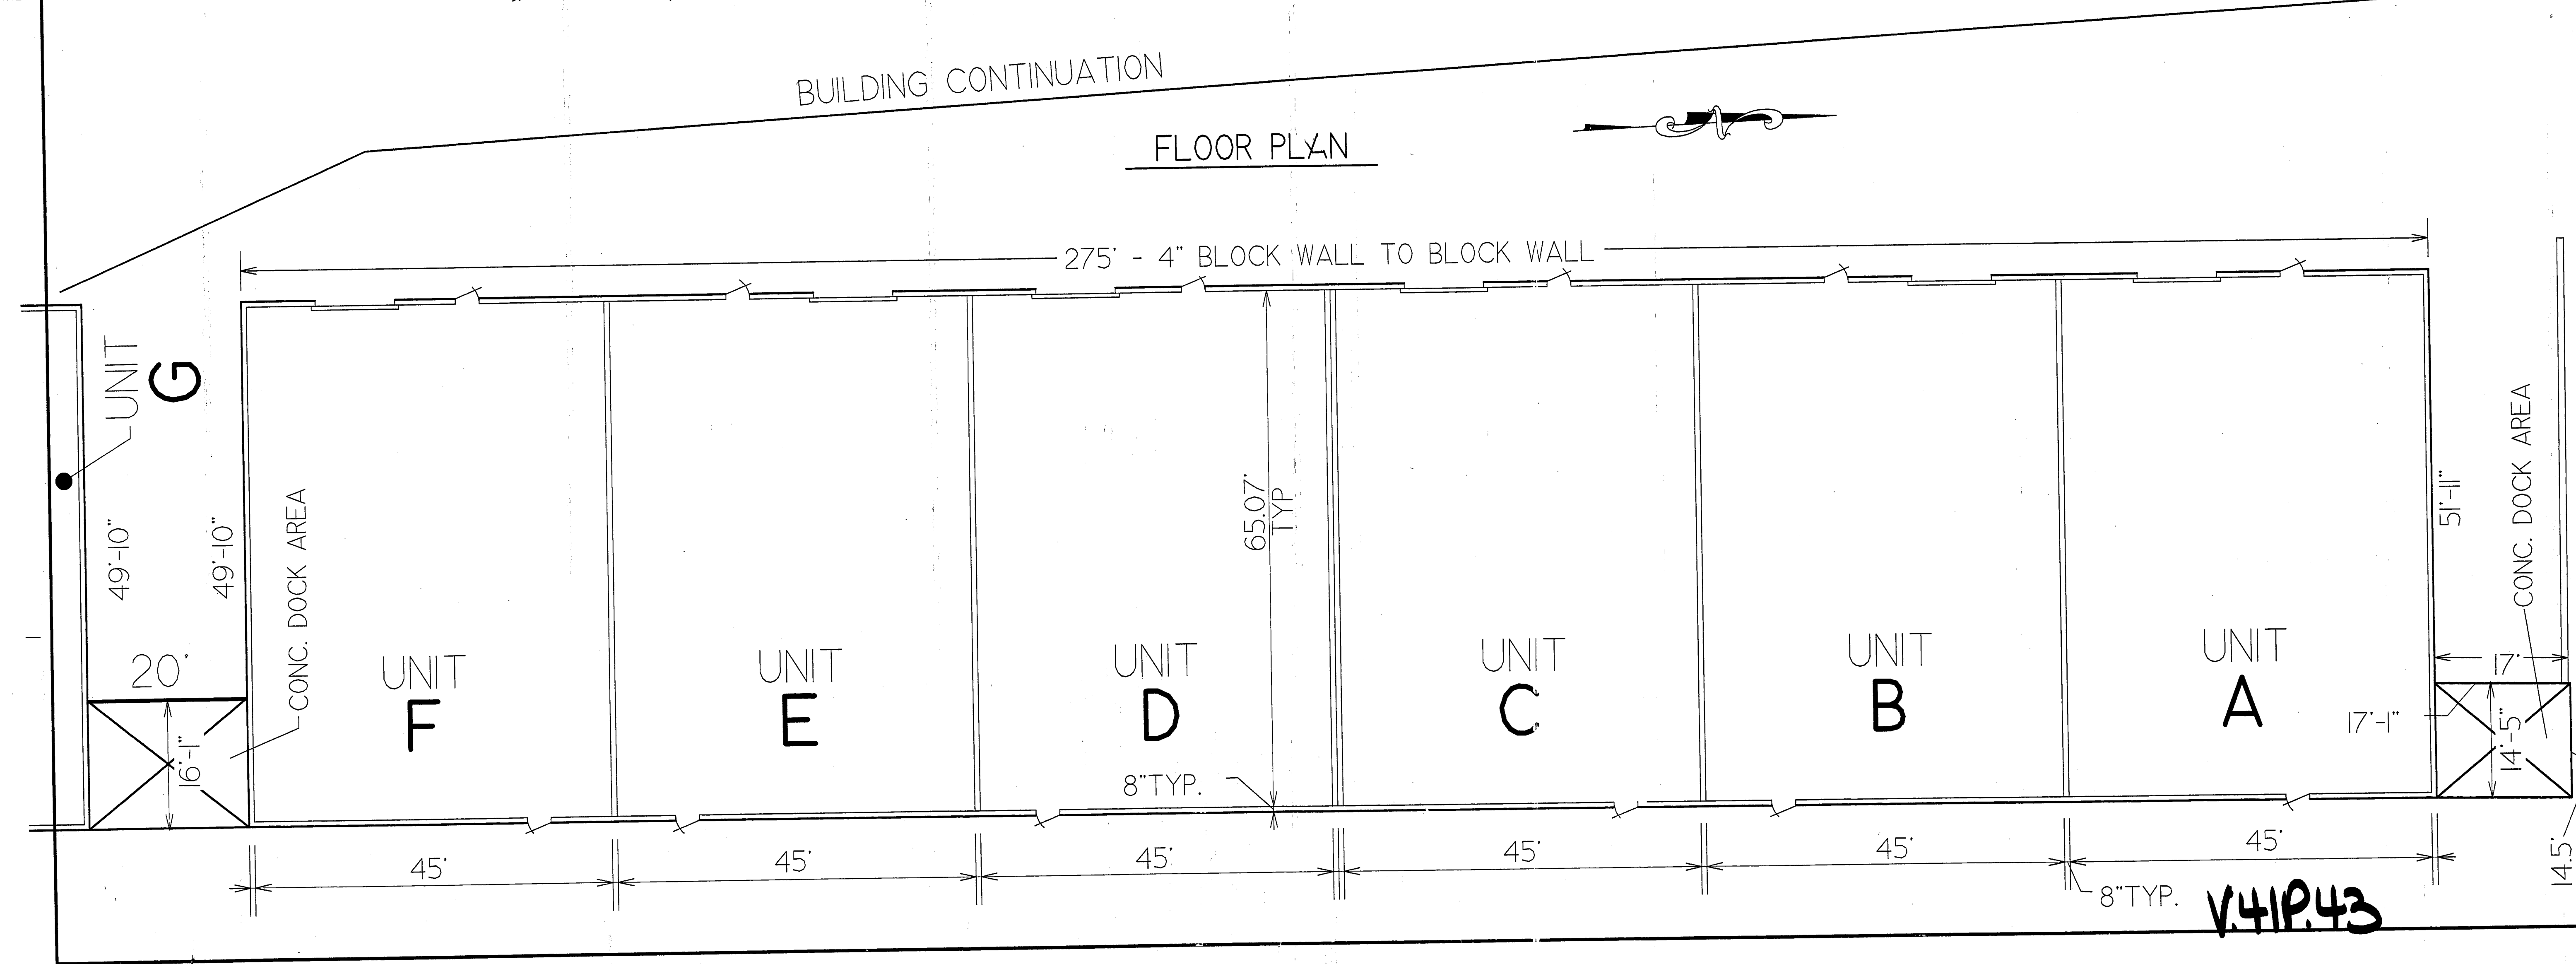 BUILDING CONTINUATION
N
FLOOR PLAN
275' - 4" BLOCK WALL TO BLOCK WALL
UNIT
G
49'-10"
49'-10"
CONC. DOCK AREA
20'
16'-1"
UNIT
F
UNIT
E
UNIT
D
65.07'
TYP
8"TYP.
UNIT
C
UNIT
B
UNIT
A
51'-11"
CONC. DOCK AREA
17'
17'-1"
14'-5"
14.5'
45'
45'
45'
45'
45'
45'
8"TYP.
V.41P.43